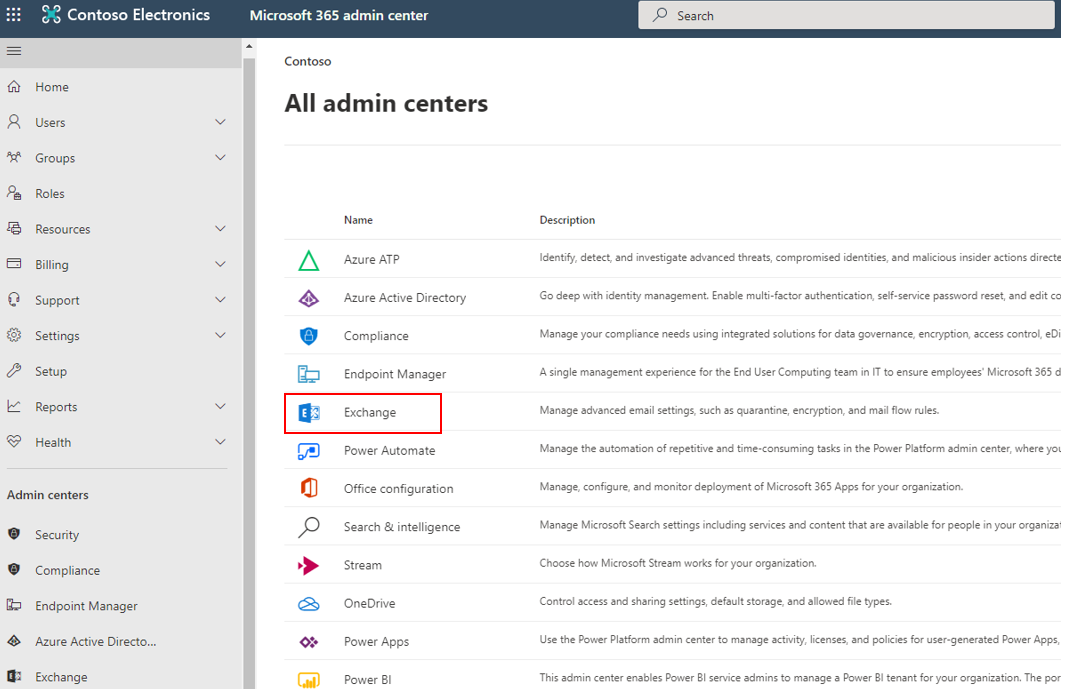 Contoso Electronics
Microsoft 365 admin center
Search
Home
Users
Groups
Roles
Resources
Billing
Support
Settings
Setup
Reports
Health
Admin centers
Security
Compliance
Endpoint Manager
Azure Active Directo...
Exchange
Contoso
All admin centers
Name Description
Azure ATP Identify, detect, and investigate advanced threats, compromised identities, and malicious insider actions directe
Azure Active Directory Go deep with identity management. Enable multi-factor authentication, self-service password reset, and edit co
Compliance Manage your compliance needs using integrated solutions for data governance, encryption, access control, eDi
Endpoint Manager A single management experience for the End User Computing team in IT to ensure employees' Microsoft 365 d
Exchange Manage advanced email settings, such as quarantine, encryption, and mail flow rules.
Power Automate Manage the automation of repetitive and time-consuming tasks in the Power Platform admin center, where you
Office configuration Manage, configure, and monitor deployment of Microsoft 365 Apps for your organization.
Search & intelligence Manage Microsoft Search settings including services and content that are available for people in your organizat
Stream Choose how Microsoft Stream works for your organization.
OneDrive Control access and sharing settings, default storage, and allowed file types.
Power Apps Use the Power Platform admin center to manage activity, licenses, and policies for user-generated Power Apps,
Power BI This admin center enables Power BI service admins to manage a Power BI tenant for your organization. The por